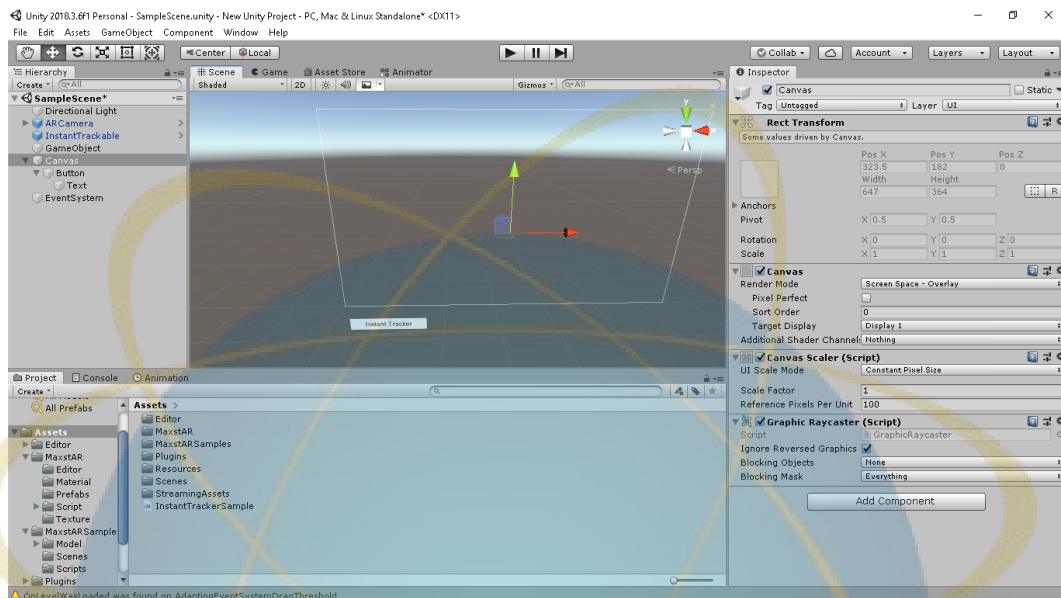 Unity 2018.3.6f1 Personal - SampleScene.unity - New Unity Project - PC, Mac & Linux Standalone* <DX11>
File Edit Assets GameObject Component Window Help
Center Local Collab Account Layers Layout
Hierarchy
Create All
SampleScene*
Directional Light
ARCamera
InstantTrackable
GameObject
Canvas
Button
Text
EventSystem
Scene Game Asset Store Animator
Shaded 2D Gizmos All
y
x
Persp
Instant Tracker
Inspector
Canvas Static
Tag Untagged Layer UI
Rect Transform
Some values driven by Canvas.
Pos X Pos Y Pos Z
323.5 182 0
Width Height
647 364
R
Anchors
Pivot X 0.5 Y 0.5
Rotation X 0 Y 0 Z 0
Scale X 1 Y 1 Z 1
Canvas
Render Mode Screen Space - Overlay
Pixel Perfect
Sort Order 0
Target Display Display 1
Additional Shader Channel: Nothing
Canvas Scaler (Script)
UI Scale Mode Constant Pixel Size
Scale Factor 1
Reference Pixels Per Unit 100
Graphic Raycaster (Script)
Script GraphicRaycaster
Ignore Reversed Graphics
Blocking Objects None
Blocking Mask Everything
Add Component
Project Console Animation
Create
All Prefabs
Assets
Editor
MaxstAR
Editor
Material
Prefabs
Script
Texture
MaxstARSample
Model
Scenes
Scripts
Plugins
Assets >
Editor
MaxstAR
MaxstARSamples
Plugins
Resources
Scenes
StreamingAssets
InstantTrackerSample
OnLevelWasLoaded was found on AdaptingEventSystemDragThreshold